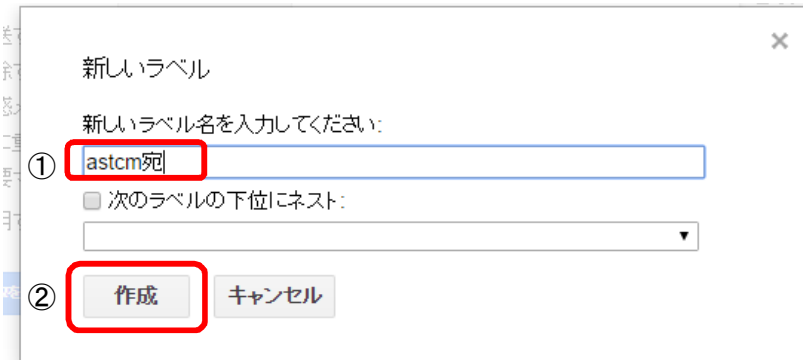 新しいラベル
×
新しいラベル名を入力してください:
① astcm宛
次のラベルの下位にネスト:
② 作成 キャンセル